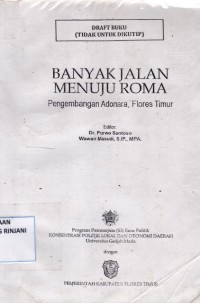 DRAFT BUKU
(TIDAK UNTUK DIKUTIP)
BANYAK JALAN
MENUJU ROMA
Pengembangan Adonara, Flores Timur
Editor
Dr. Purwo Santoso
Wawan Masudi, S.IP., MPA.
Program Pascasarjana (S2) Ilmu Politik
KONSENTRASI POLITIK LOKAL DAN OTONOMI DAERAH
Universitas Gadjah Mada
dengan
PEMERINTAH KABUPATEN FLORES TIMUR
AAN
G RINJANI